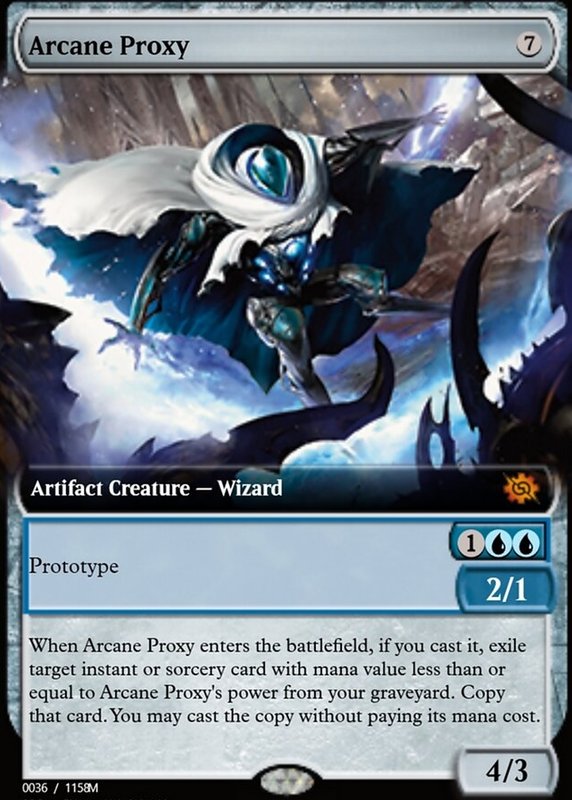 Arcane Proxy 7
Artifact Creature — Wizard
1
Prototype
2/1
When Arcane Proxy enters the battlefield, if you cast it, exile
target instant or sorcery card with mana value less than or
equal to Arcane Proxy's power from your graveyard. Copy
that card. You may cast the copy without paying its mana cost.
4/3
0036 / 1158M